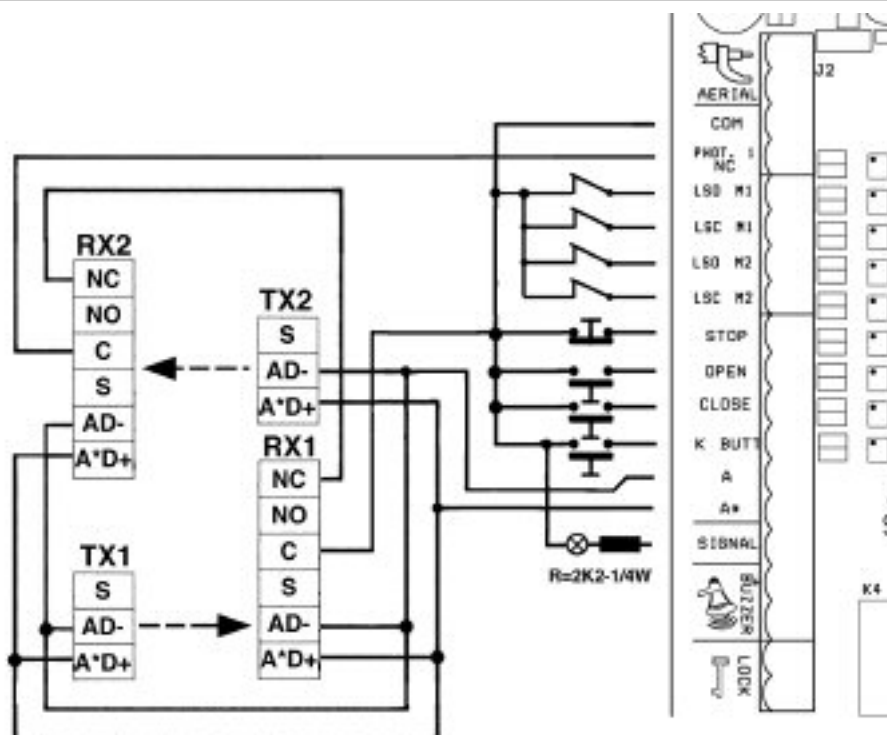 RX2
NC
NO
C
S
AD-
A*D+
TX2
S
AD-
A*D+
RX1
NC
NO
C
S
AD-
A*D+
TX1
S
AD-
A*D+
R=2K2-1/4W
AERIAL
COM
PHOT. 1
NC
LSO M1
LSC M1
LSO M2
LSC M2
STOP
OPEN
CLOSE
K BUTT
A
A*
SIGNAL
BUZZER
LOCK
J2
K4